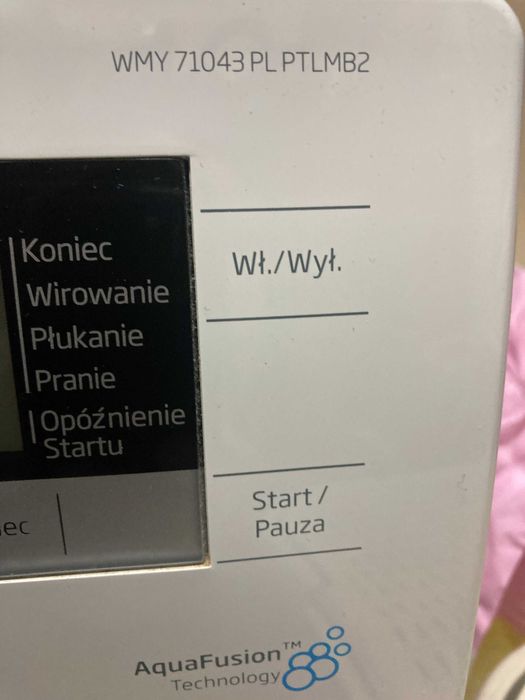 WMY 71043 PL PTLMB2
Koniec
Wirowanie
Płukanie
Pranie
Opóźnienie
Startu
Wł./Wył.
Start /
Pauza
AquaFusion™
Technology